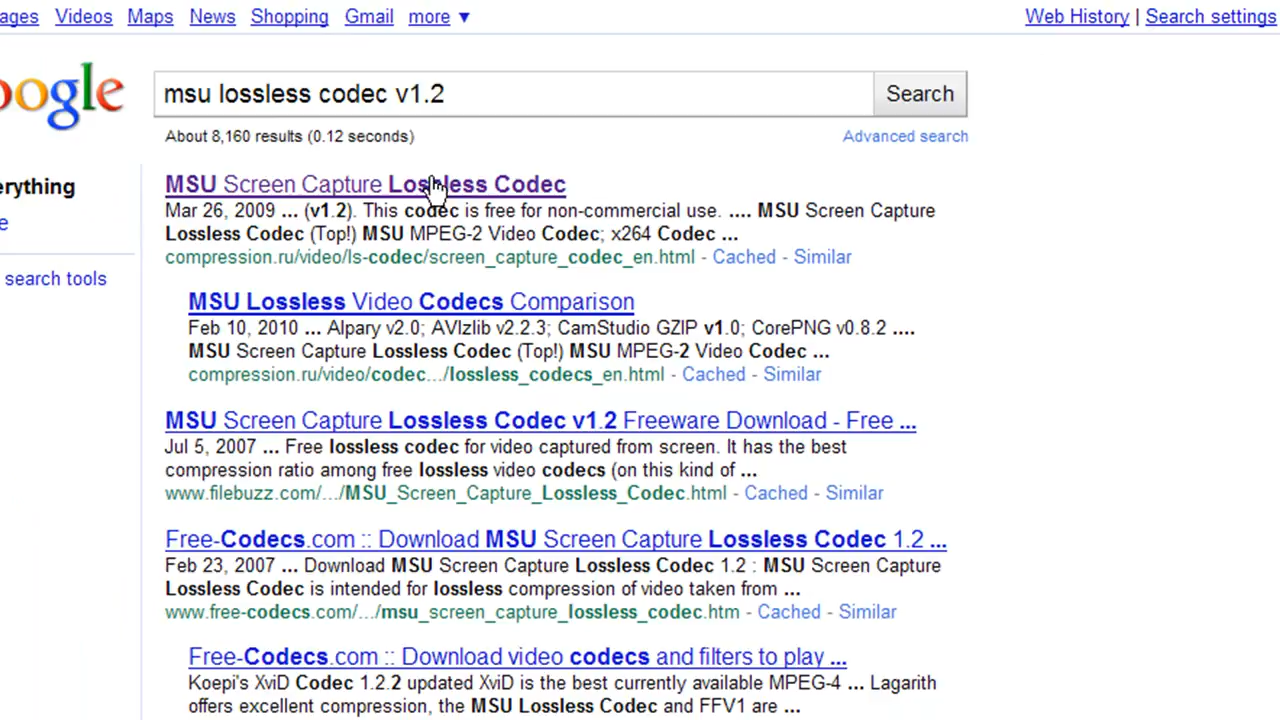 ages Videos Maps News Shopping Gmail more ▼ Web History | Search settings
oogle msu lossless codec v1.2 Search
About 8,160 results (0.12 seconds) Advanced search
erything
e
search tools
MSU Screen Capture Lossless Codec
Mar 26, 2009 ... (v1.2). This codec is free for non-commercial use. .... MSU Screen Capture
Lossless Codec (Top!) MSU MPEG-2 Video Codec; x264 Codec ...
compression.ru/video/ls-codec/screen_capture_codec_en.html - Cached - Similar
MSU Lossless Video Codecs Comparison
Feb 10, 2010 ... Alpary v2.0; AVIzlib v2.2.3; CamStudio GZIP v1.0; CorePNG v0.8.2 ....
MSU Screen Capture Lossless Codec (Top!) MSU MPEG-2 Video Codec ...
compression.ru/video/codec.../lossless_codecs_en.html - Cached - Similar
MSU Screen Capture Lossless Codec v1.2 Freeware Download - Free ...
Jul 5, 2007 ... Free lossless codec for video captured from screen. It has the best
compression ratio among free lossless video codecs (on this kind of ...
www.filebuzz.com/.../MSU_Screen_Capture_Lossless_Codec.html - Cached - Similar
Free-Codecs.com :: Download MSU Screen Capture Lossless Codec 1.2 ...
Feb 23, 2007 ... Download MSU Screen Capture Lossless Codec 1.2 : MSU Screen Capture
Lossless Codec is intended for lossless compression of video taken from ...
www.free-codecs.com/.../msu_screen_capture_lossless_codec.htm - Cached - Similar
Free-Codecs.com :: Download video codecs and filters to play ...
Koepi's XviD Codec 1.2.2 updated XviD is the best currently available MPEG-4 ... Lagarith
offers excellent compression, the MSU Lossless Codec and FFV1 are ...